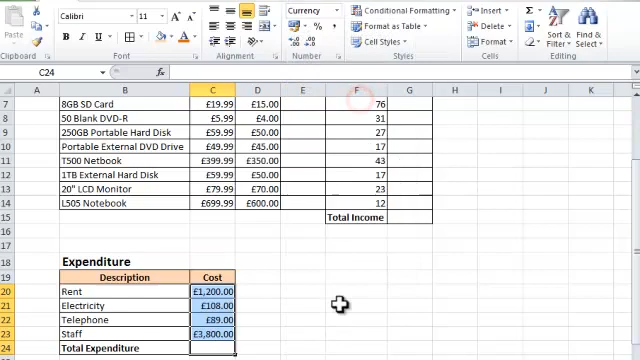 Calibri 11 Currency Conditional Formatting Insert Σ
Paste B I U A % , .0 .00 Format as Table Delete Sort & Filter Find & Select
Cell Styles Format
Clipboard Font Alignment Number Styles Cells Editing
C24 fx
A B C D E F G H I J K
7 8GB SD Card £19.99 £15.00 76
8 50 Blank DVD-R £5.99 £4.00 31
9 250GB Portable Hard Disk £59.99 £50.00 27
10 Portable External DVD Drive £49.99 £45.00 17
11 T500 Netbook £399.99 £350.00 43
12 1TB External Hard Disk £59.99 £50.00 17
13 20" LCD Monitor £79.99 £70.00 23
14 L505 Notebook £699.99 £600.00 12
15 Total Income
16
17
18 Expenditure
19 Description Cost
20 Rent £1,200.00
21 Electricity £108.00
22 Telephone £89.00
23 Staff £3,800.00
24 Total Expenditure